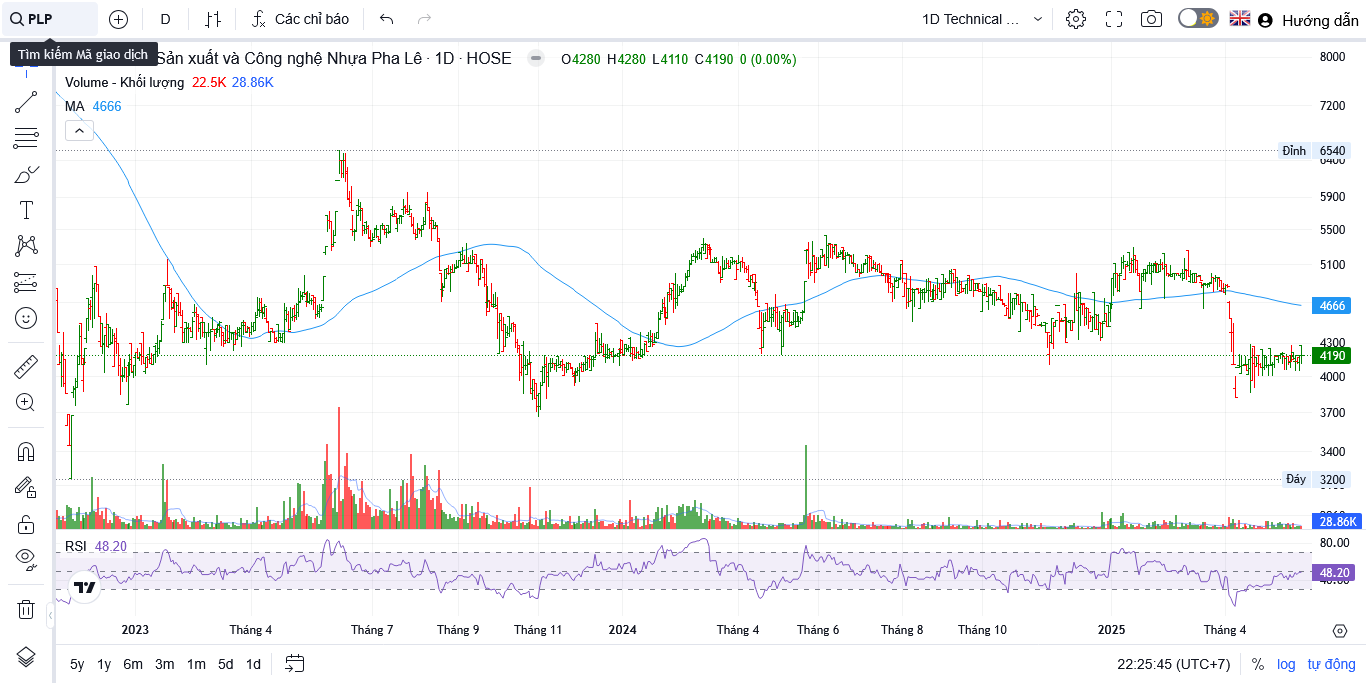 PLP D Các chỉ báo 1D Technical ... Hướng dẫn
Tìm kiếm Mã giao dịch
Sản xuất và Công nghệ Nhựa Pha Lê · 1D · HOSE O4280 H4280 L4110 C4190 0 (0.00%)
Volume - Khối lượng 22.5K 28.86K
MA 4666
8000
7200
Đỉnh 6540
6400
5900
5500
5100
4666
4300
4190
4000
3700
3400
Đáy 3200
28.86K
RSI 48.20
80.00
48.20
40.00
2023 Tháng 4 Tháng 7 Tháng 9 Tháng 11 2024 Tháng 4 Tháng 6 Tháng 8 Tháng 10 2025 Tháng 4
5y 1y 6m 3m 1m 5d 1d 22:25:45 (UTC+7) % log tự động